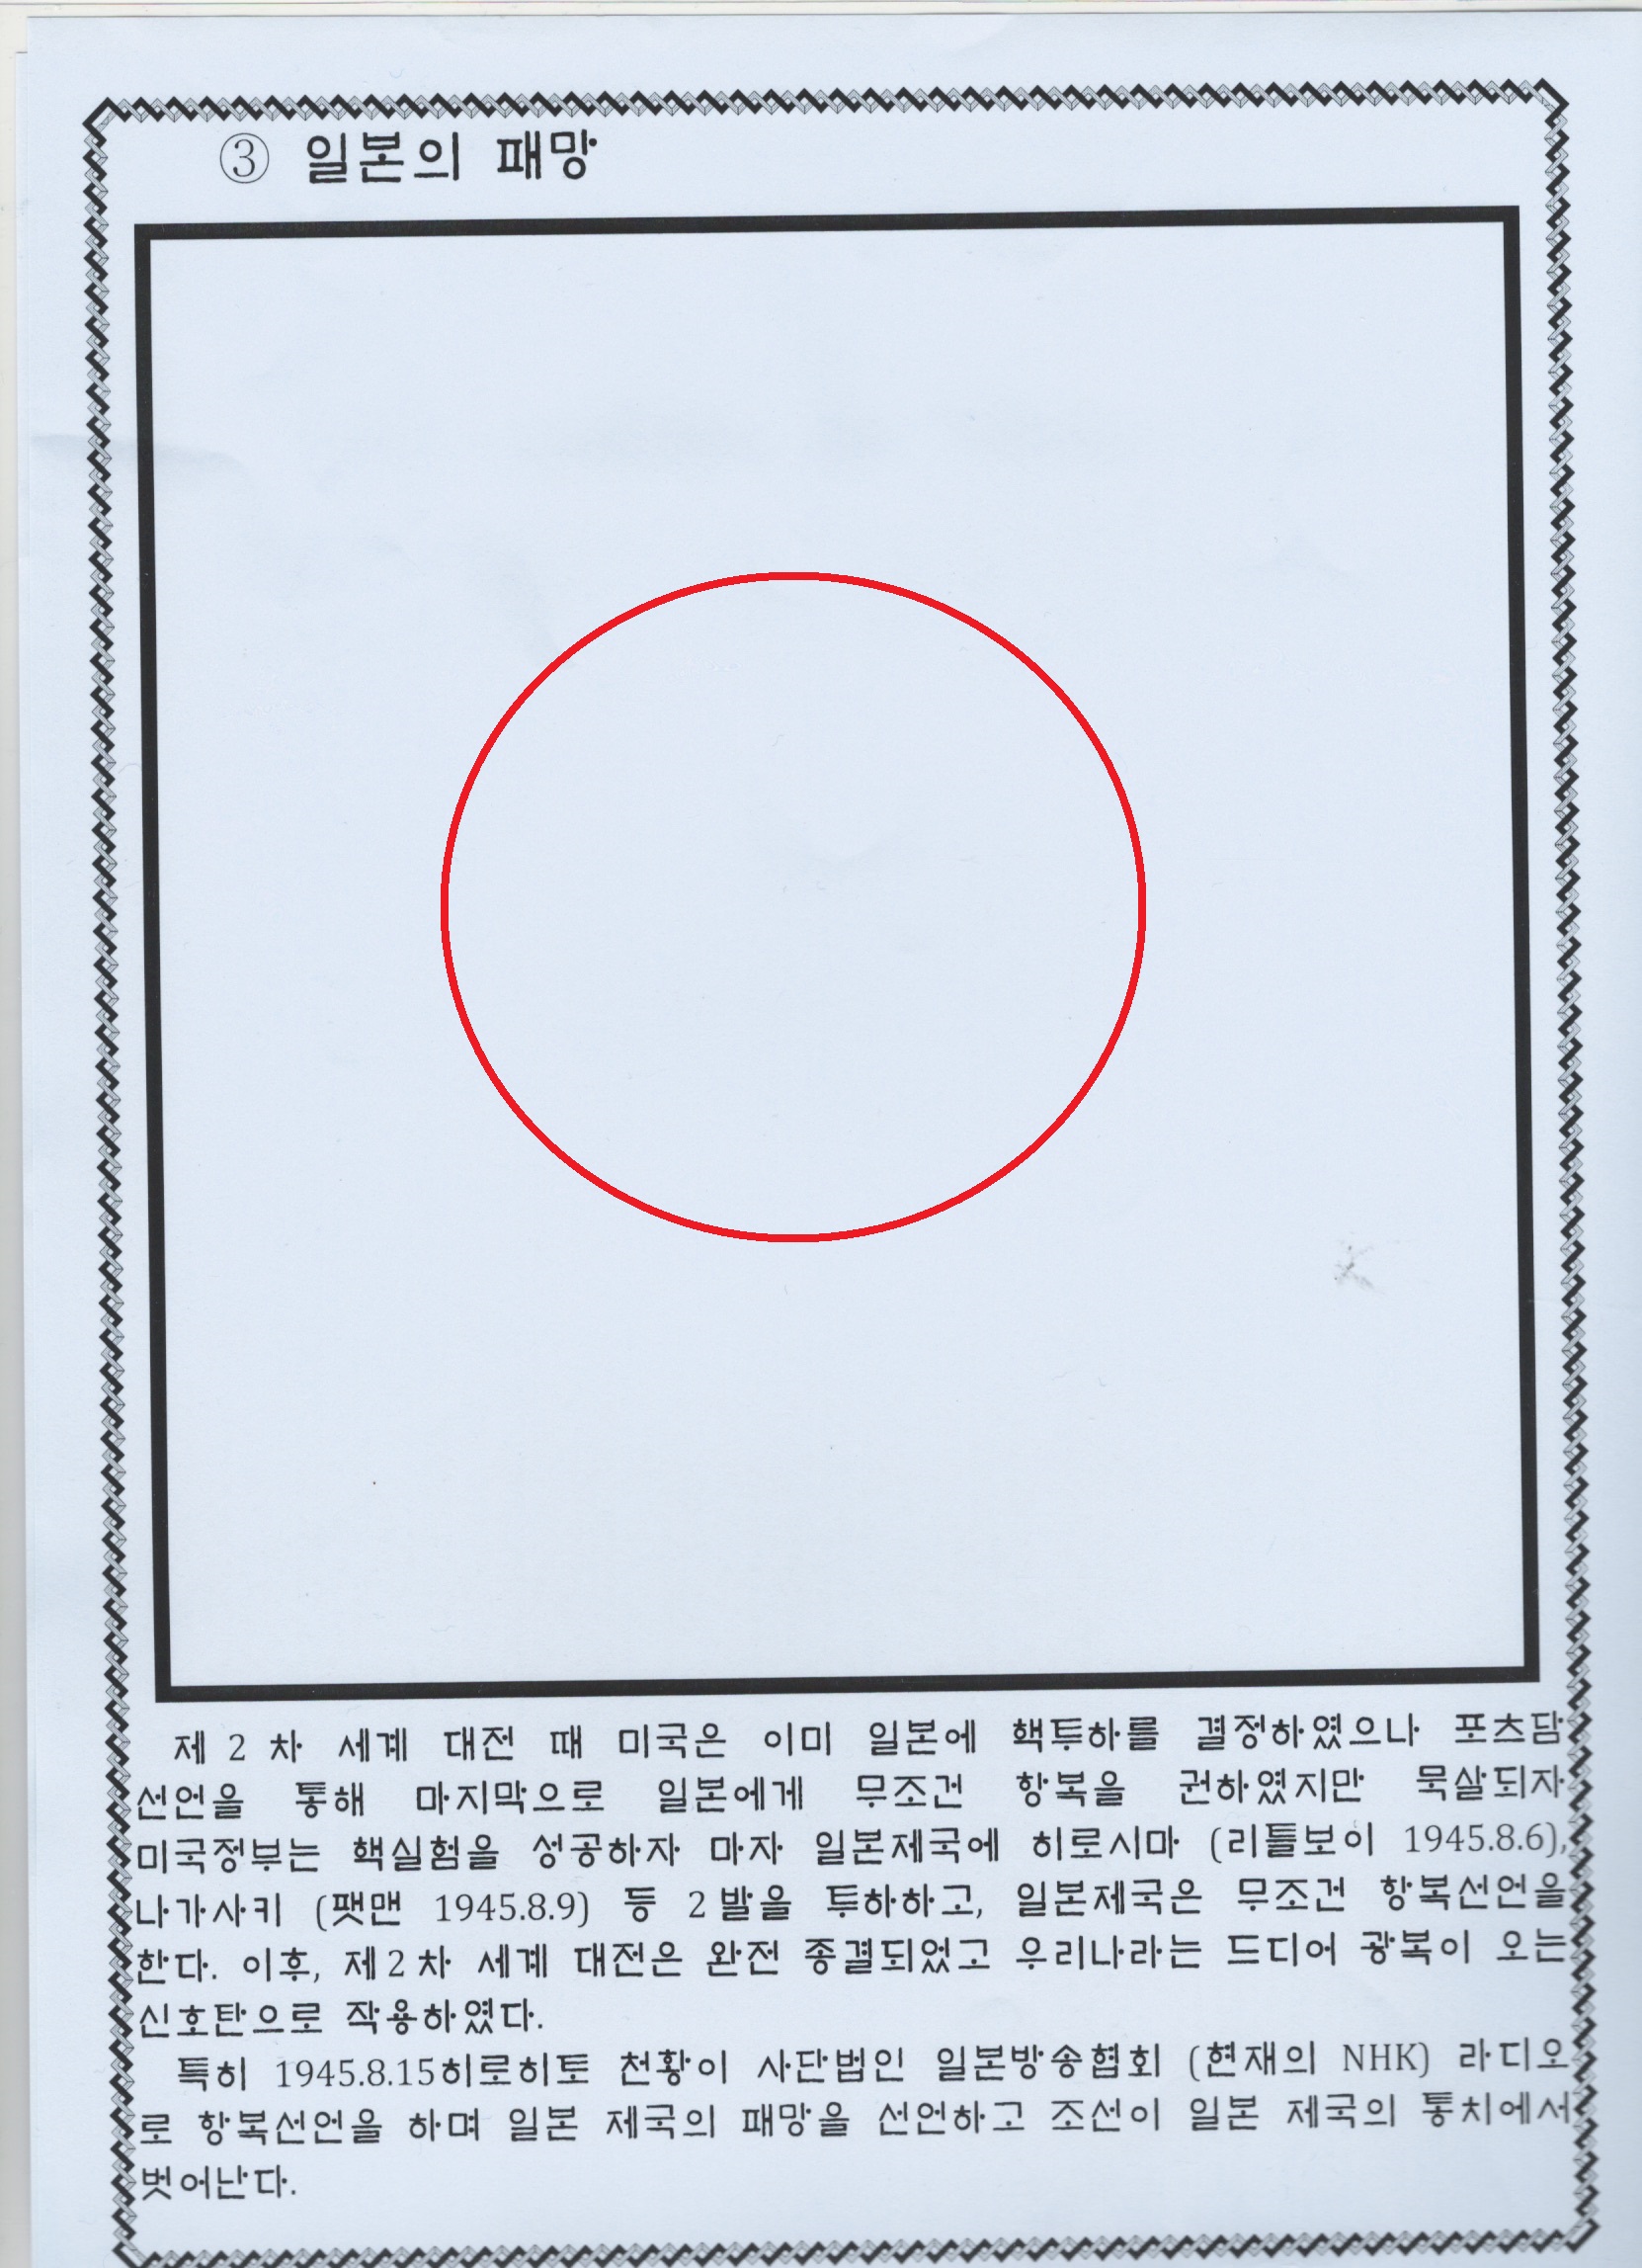 ③ 일본의 패망
제 2 차 세계 대전 때 미국은 이미 일본에 핵투하를 결정하였으나 포츠담
선언을 통해 마지막으로 일본에게 무조건 항복을 권하였지만 묵살되자
미국정부는 핵실험을 성공하자 마자 일본제국에 히로시마 (리틀보이 1945.8.6),
나가사키 (팻맨 1945.8.9) 등 2발을 투하하고, 일본제국은 무조건 항복선언을
한다. 이후, 제2차 세계 대전은 완전 종결되었고 우리나라는 드디어 광복이 오는
신호탄으로 작용하였다.
특히 1945.8.15히로히토 천황이 사단법인 일본방송협회 (현재의 NHK) 라디오
로 항복선언을 하며 일본 제국의 패망을 선언하고 조선이 일본 제국의 통치에서
벗어난다.